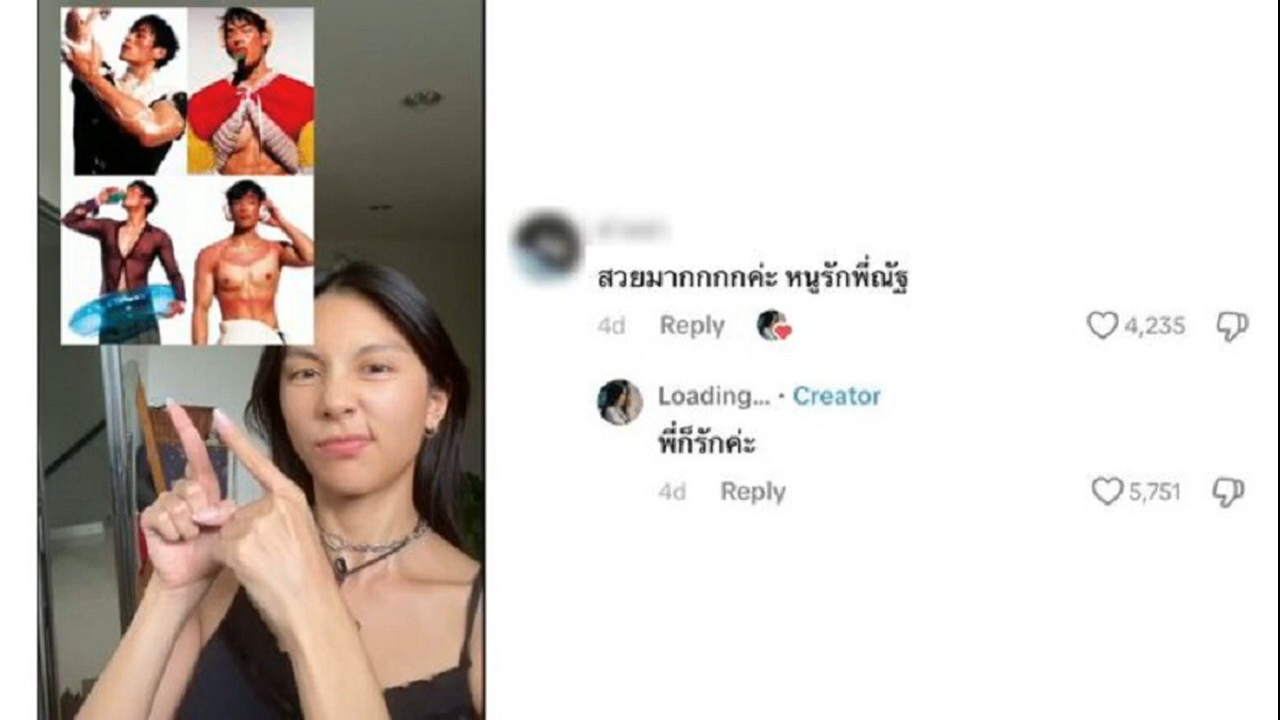 สวยมากกกกค่ะ หนูรักพี่ณัฐ
4d Reply 4,235
Loading... · Creator
พี่ก็รักค่ะ
4d Reply 5,751